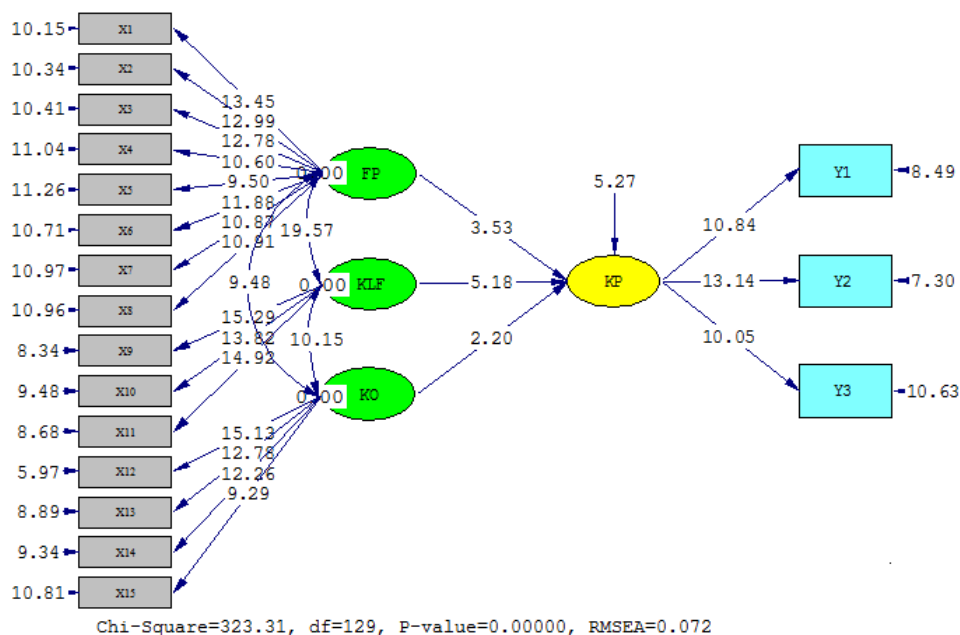 10.15 X1
10.34 X2
10.41 X3
11.04 X4
11.26 X5
10.71 X6
10.97 X7
10.96 X8
8.34 X9
9.48 X10
8.68 X11
5.97 X12
8.89 X13
9.34 X14
10.81 X15
13.45
12.99
12.78
10.60
9.50
11.88
10.87
10.91
15.29
13.82
14.92
15.13
12.78
12.26
9.29
0.00 FP
0.00 KLF
0.00 KO
19.57
9.48
10.15
3.53
5.18
2.20
5.27
KP
10.84
13.14
10.05
Y1 8.49
Y2 7.30
Y3 10.63
Chi-Square=323.31, df=129, P-value=0.00000, RMSEA=0.072